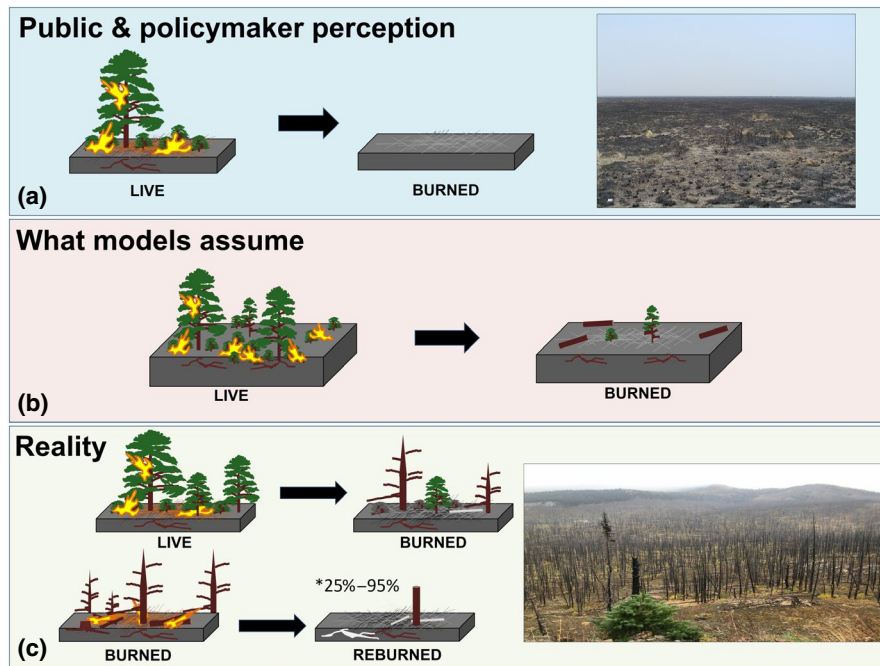 Public & policymaker perception
LIVE
BURNED
(a)
What models assume
LIVE
BURNED
(b)
Reality
LIVE
BURNED
*25%–95%
BURNED
REBURNED
(c)